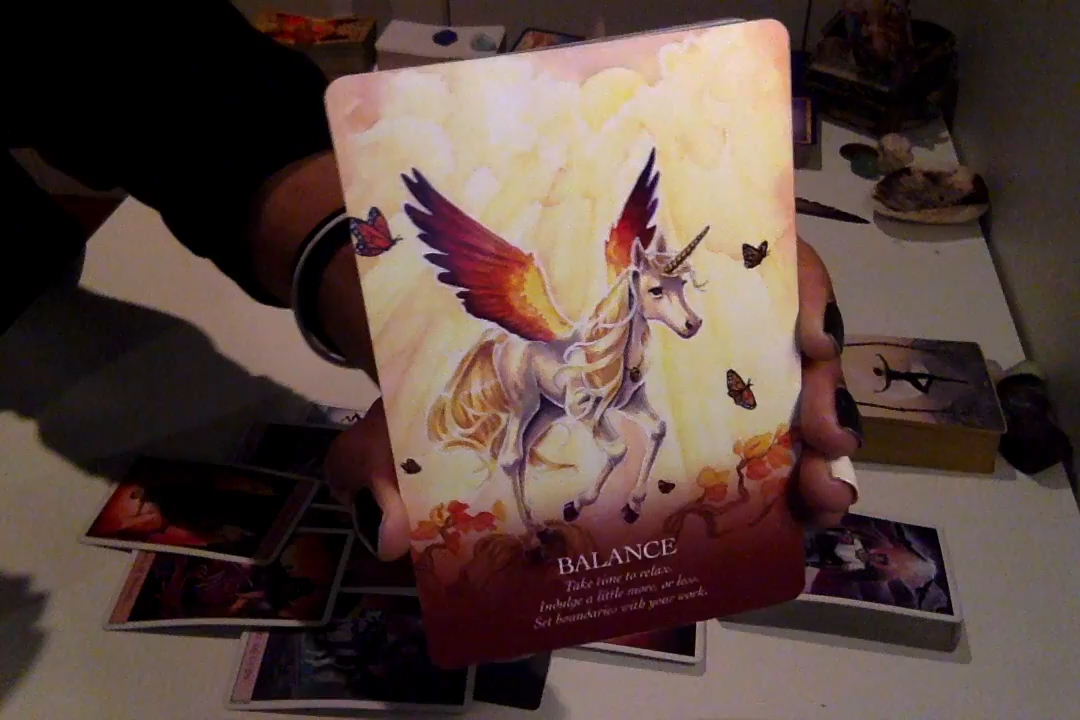 BALANCE
Take time to relax.
Indulge a little more, or less.
Set boundaries with your work.